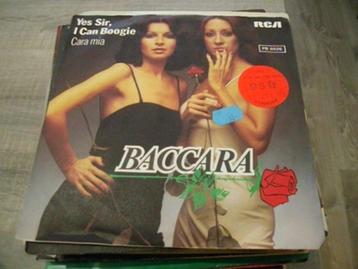 Yes Sir,
I Can Boogie
Cara mia
RCA
BACCARA